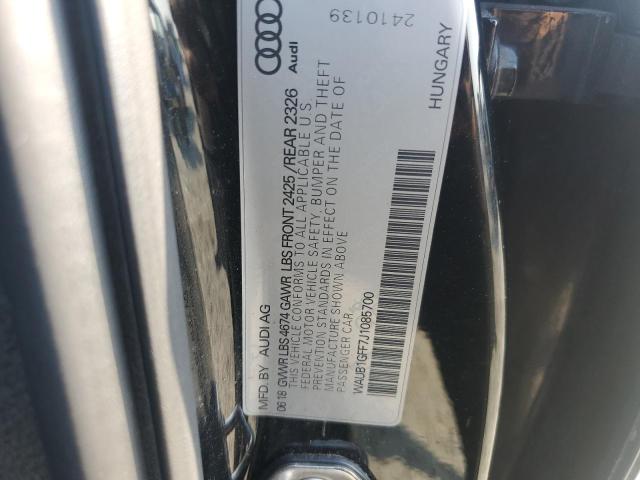 MFD. BY AUDI AG
Audi
06 18 GVWR LBS 4674 GAWR LBS FRONT 2425 /REAR 2326
THIS VEHICLE CONFORMS TO ALL APPLICABLE U.S.
FEDERAL MOTOR VEHICLE SAFETY, BUMPER AND THEFT
PREVENTION STANDARDS IN EFFECT ON THE DATE OF
MANUFACTURE SHOWN ABOVE
PASSENGER CAR
WAUB1GFF7J1085700
2410139
HUNGARY